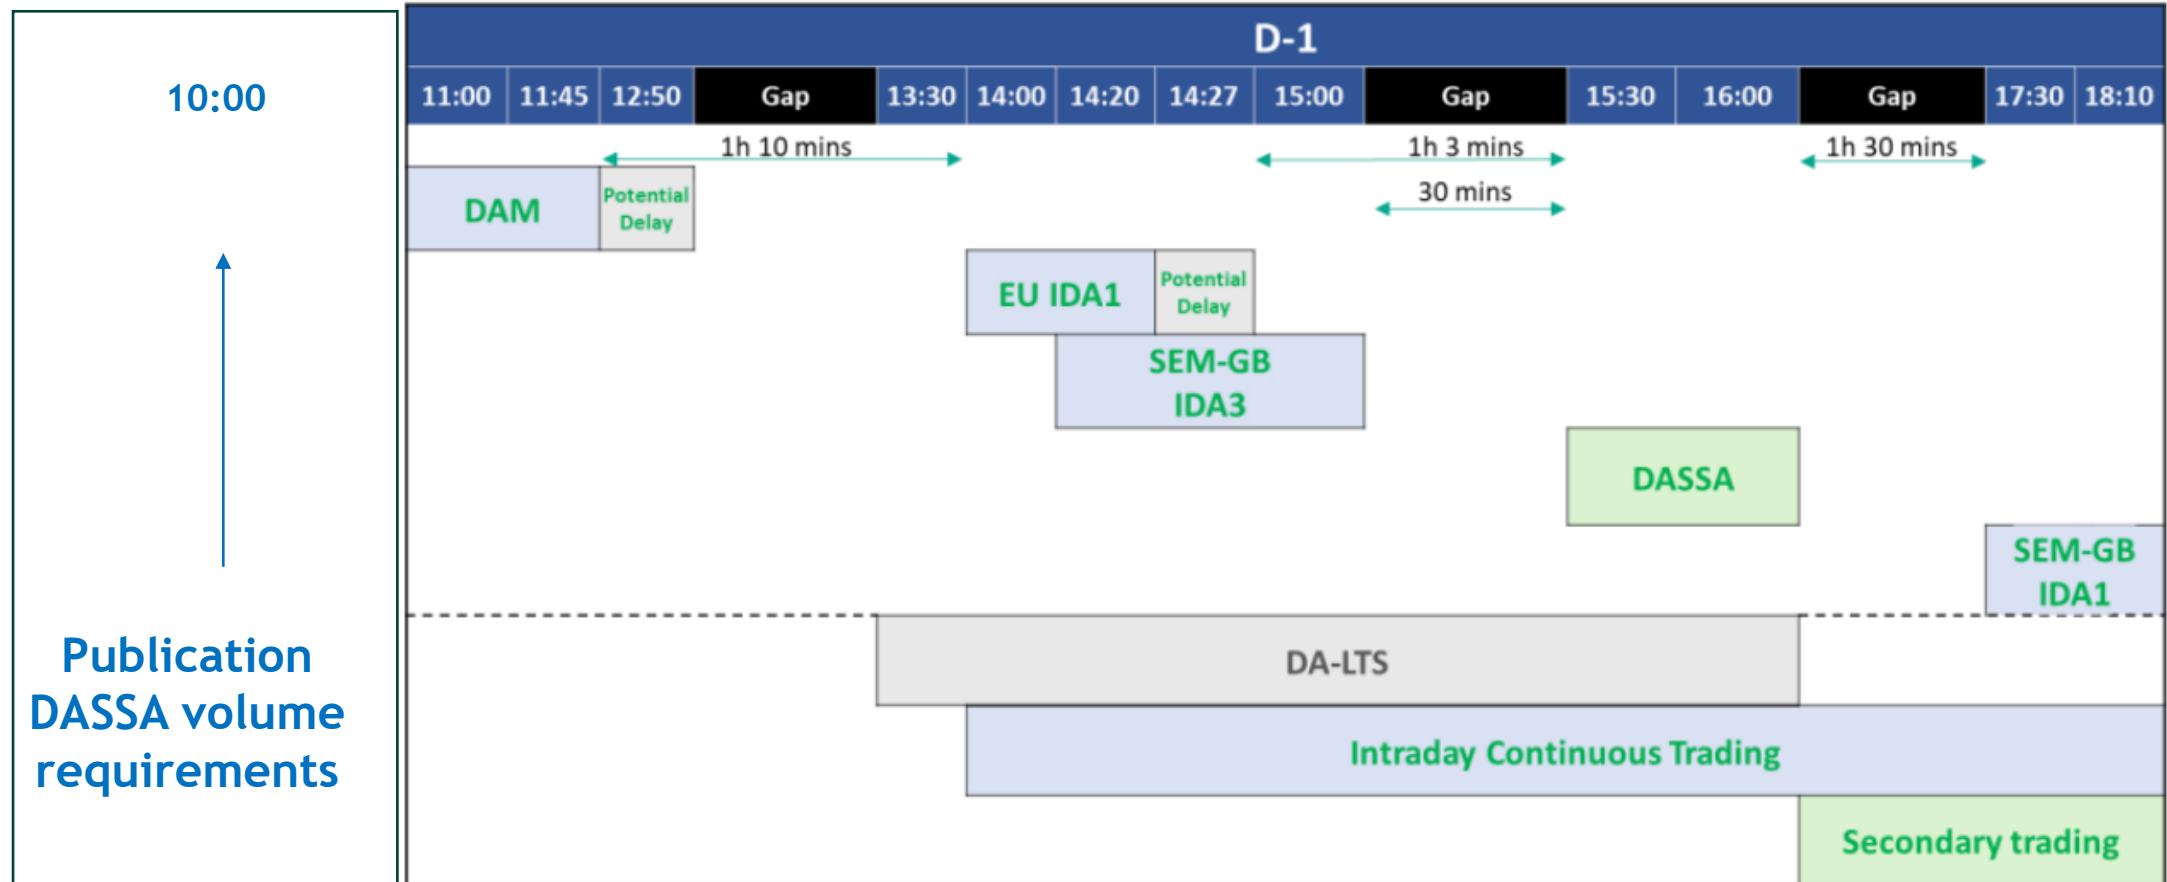 D-1
10:00
11:00 11:45 12:50 Gap 13:30 14:00 14:20 14:27 15:00 Gap 15:30 16:00 Gap 17:30 18:10
1h 10 mins 1h 3 mins 1h 30 mins
30 mins
DAM
Potential
Delay
EU IDA1
Potential
Delay
SEM-GB
IDA3
DASSA
SEM-GB
IDA1
Publication
DASSA volume
requirements
DA-LTS
Intraday Continuous Trading
Secondary trading